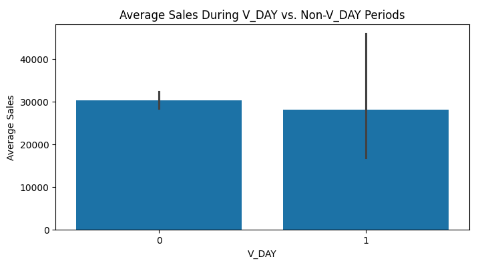 Average Sales During V_DAY vs. Non-V_DAY Periods
40000
30000
20000
10000
0
Average Sales
0 1
V_DAY